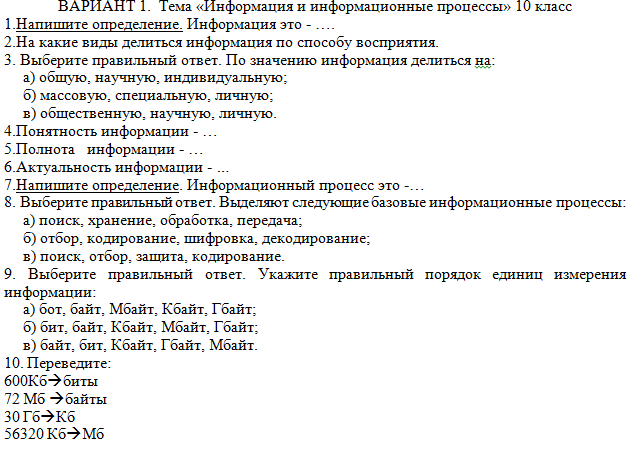 ВАРИАНТ 1. Тема «Информация и информационные процессы» 10 класс
1.Напишите определение. Информация это - ….
2.На какие виды делиться информация по способу восприятия.
3. Выберите правильный ответ. По значению информация делиться на:
а) общую, научную, индивидуальную;
б) массовую, специальную, личную;
в) общественную, научную, личную.
4.Понятность информации - …
5.Полнота информации - …
6.Актуальность информации - ...
7.Напишите определение. Информационный процесс это -…
8. Выберите правильный ответ. Выделяют следующие базовые информационные процессы:
а) поиск, хранение, обработка, передача;
б) отбор, кодирование, шифровка, декодирование;
в) поиск, отбор, защита, кодирование.
9. Выберите правильный ответ. Укажите правильный порядок единиц измерения
информации:
а) бот, байт, Мбайт, Кбайт, Гбайт;
б) бит, байт, Кбайт, Мбайт, Гбайт;
в) байт, бит, Кбайт, Гбайт, Мбайт.
10. Переведите:
600Кб→биты
72 Мб →байты
30 Гб→Кб
56320 Кб→Мб